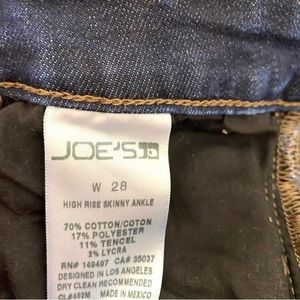 JOE'S
W 28
HIGH RISE SKINNY ANKLE
70% COTTON/COTON
17% POLYESTER
11% TENCEL
2% LYCRA
RN# 149497 CA# 35037
DESIGNED IN LOS ANGELES
DRY CLEAN RECOMMENDED
MADE IN MEXICO